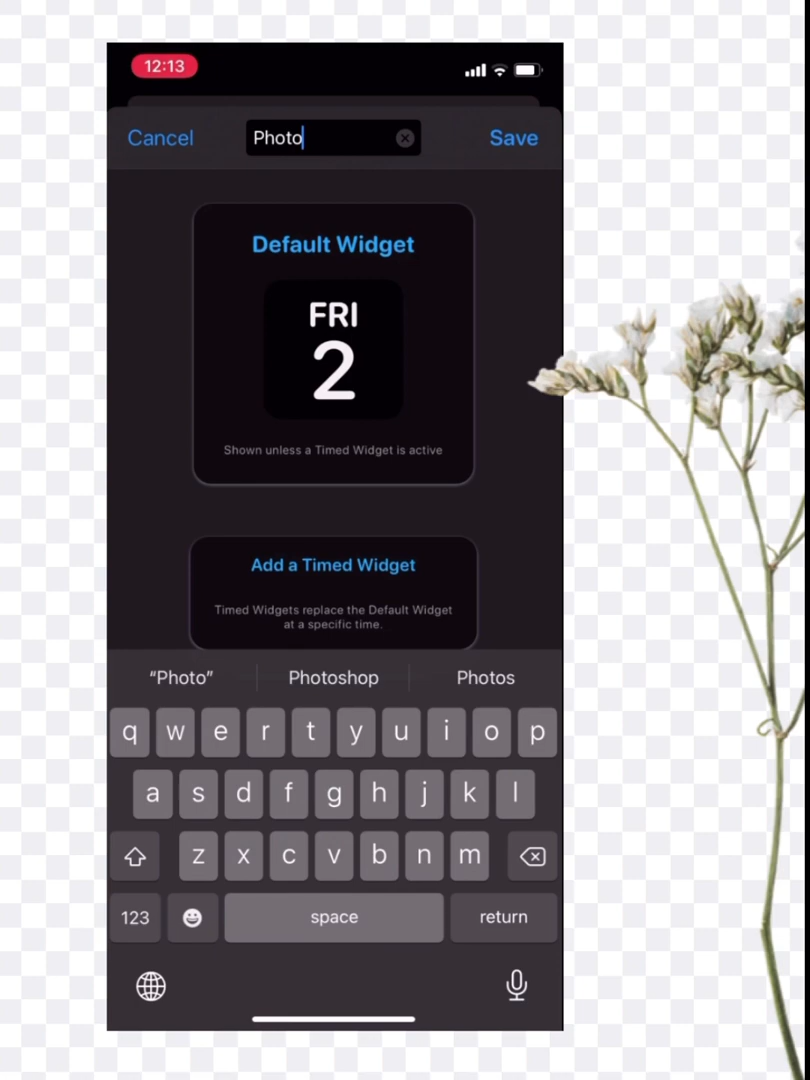 12:13
Cancel
Photo
Save
Default Widget
FRI
2
Shown unless a Timed Widget is active
Add a Timed Widget
Timed Widgets replace the Default Widget
at a specific time.
“Photo” Photoshop Photos
q w e r t y u i o p
a s d f g h j k l
z x c v b n m
123 space return